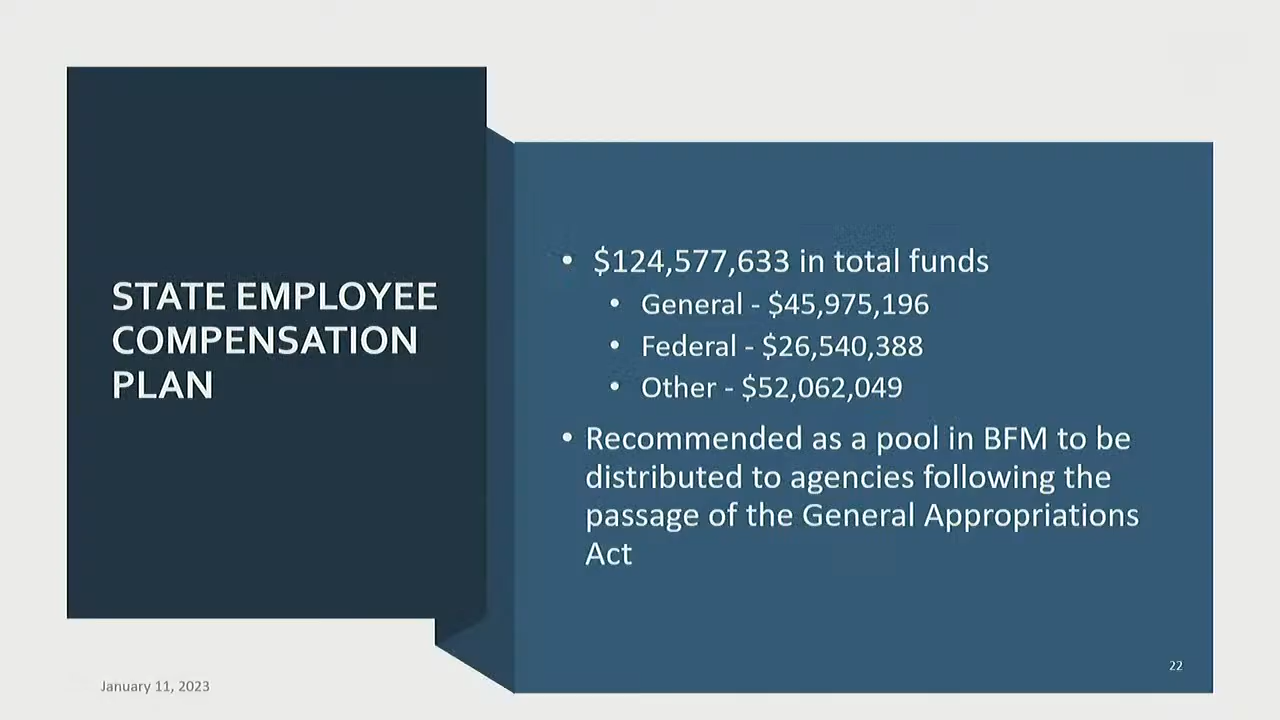 STATE EMPLOYEE
COMPENSATION
PLAN
• $124,577,633 in total funds
• General - $45,975,196
• Federal - $26,540,388
• Other - $52,062,049
• Recommended as a pool in BFM to be
distributed to agencies following the
passage of the General Appropriations
Act
22
January 11, 2023